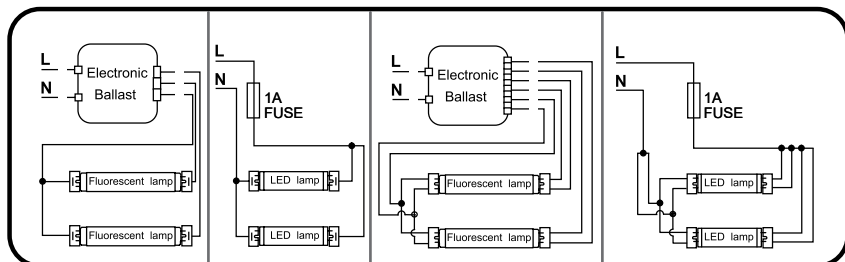 L
N
Electronic
Ballast
Fluorescent lamp
Fluorescent lamp
L
N
1A
FUSE
LED lamp
LED lamp
L
N
Electronic
Ballast
Fluorescent lamp
Fluorescent lamp
L
N
1A
FUSE
LED lamp
LED lamp